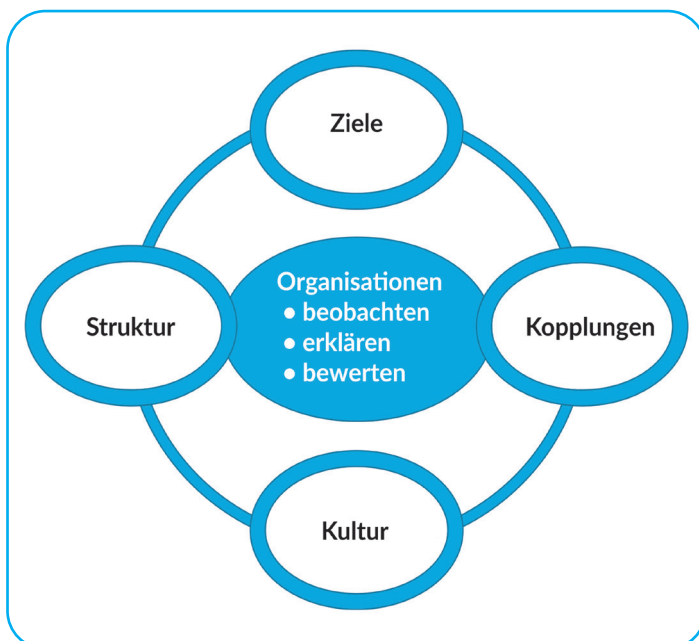 Ziele
Struktur
Organisationen
• beobachten
• erklären
• bewerten
Kopplungen
Kultur